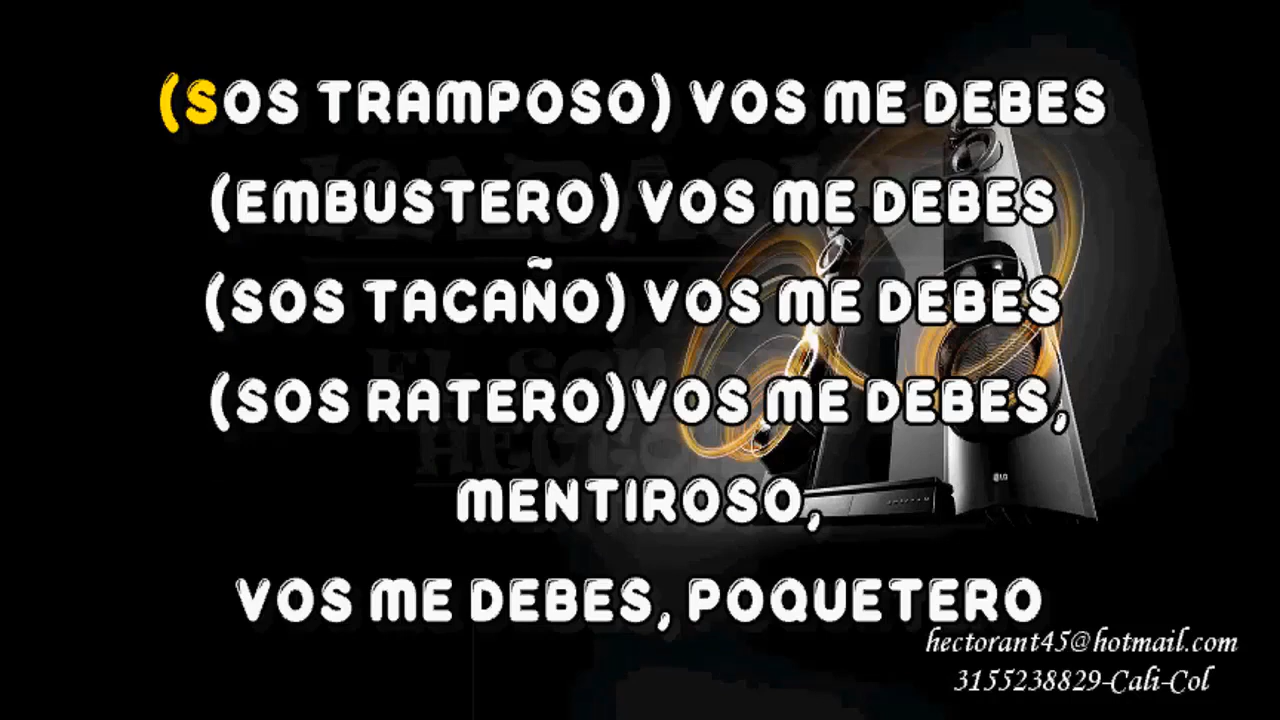 (SOS TRAMPOSO) VOS ME DEBES
(EMBUSTERO) VOS ME DEBES
(SOS TACAÑO) VOS ME DEBES
(SOS RATERO)VOS ME DEBES,
MENTIROSO,
VOS ME DEBES, POQUETERO
hectorant45@hotmail.com
3155238829-Cali-Col
LG